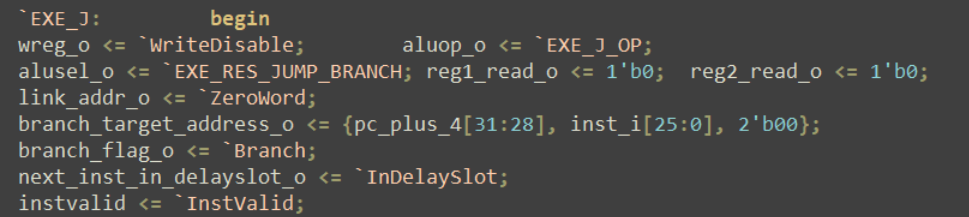 `EXE_J:         begin
wreg_o <= `WriteDisable;        aluop_o <= `EXE_J_OP;
alusel_o <= `EXE_RES_JUMP_BRANCH; reg1_read_o <= 1'b0;  reg2_read_o <= 1'b0;
link_addr_o <= `ZeroWord;
branch_target_address_o <= {pc_plus_4[31:28], inst_i[25:0], 2'b00};
branch_flag_o <= `Branch;
next_inst_in_delayslot_o <= `InDelaySlot;
instvalid <= `InstValid;